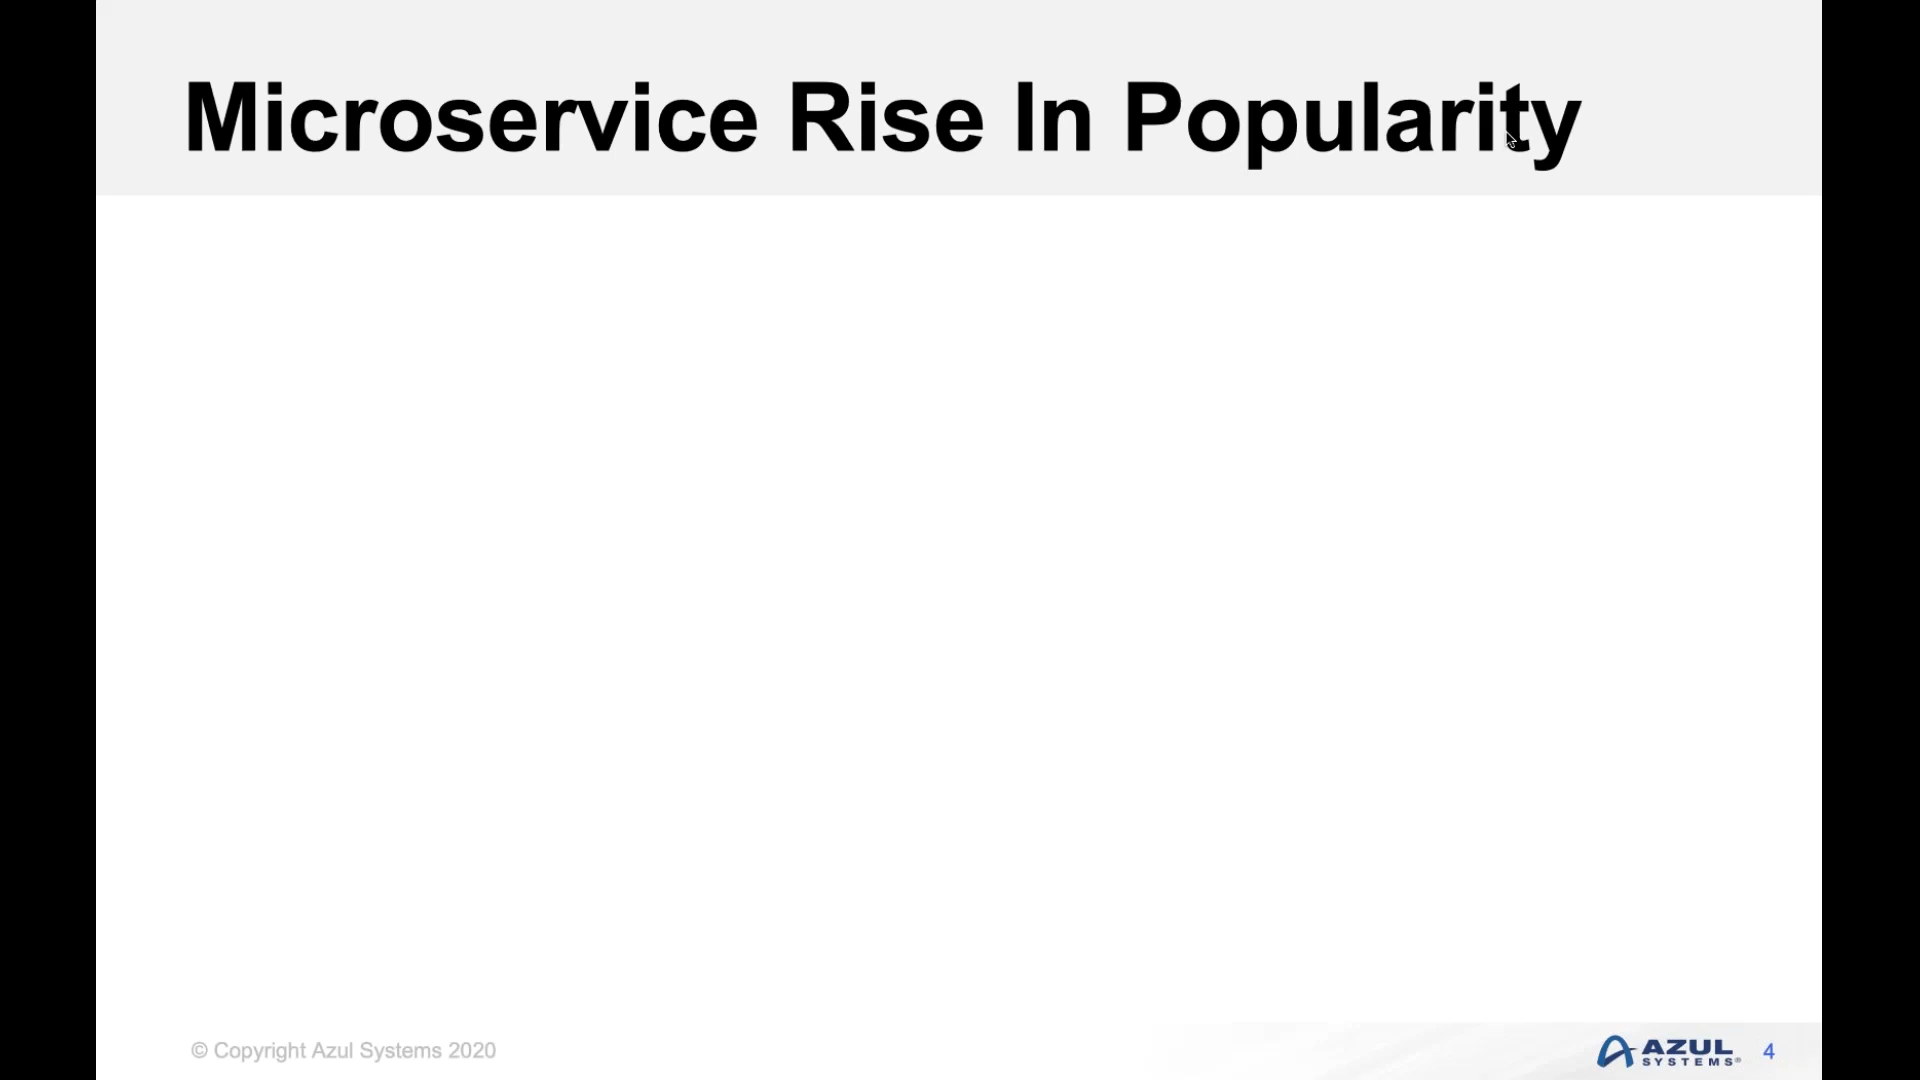 Microservice Rise In Popularity
© Copyright Azul Systems 2020
AZUL
SYSTEMS®
4